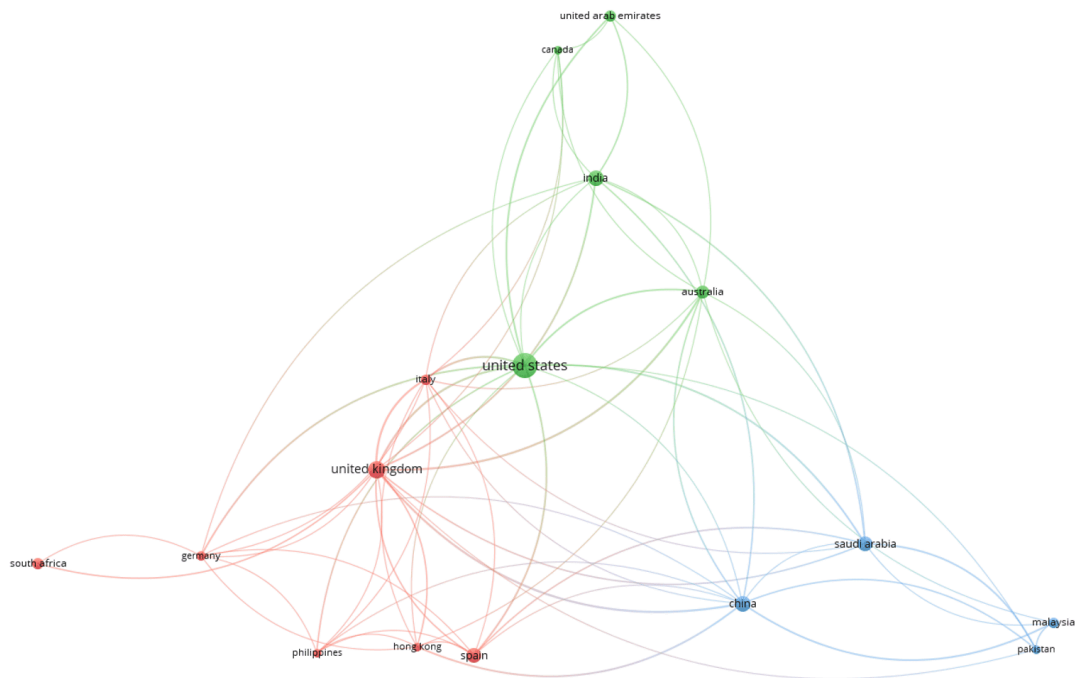 united arab emirates
canada
india
australia
united states
italy
united kingdom
saudi arabia
germany
south africa
china
malaysia
hong kong
pakistan
philippines
spain